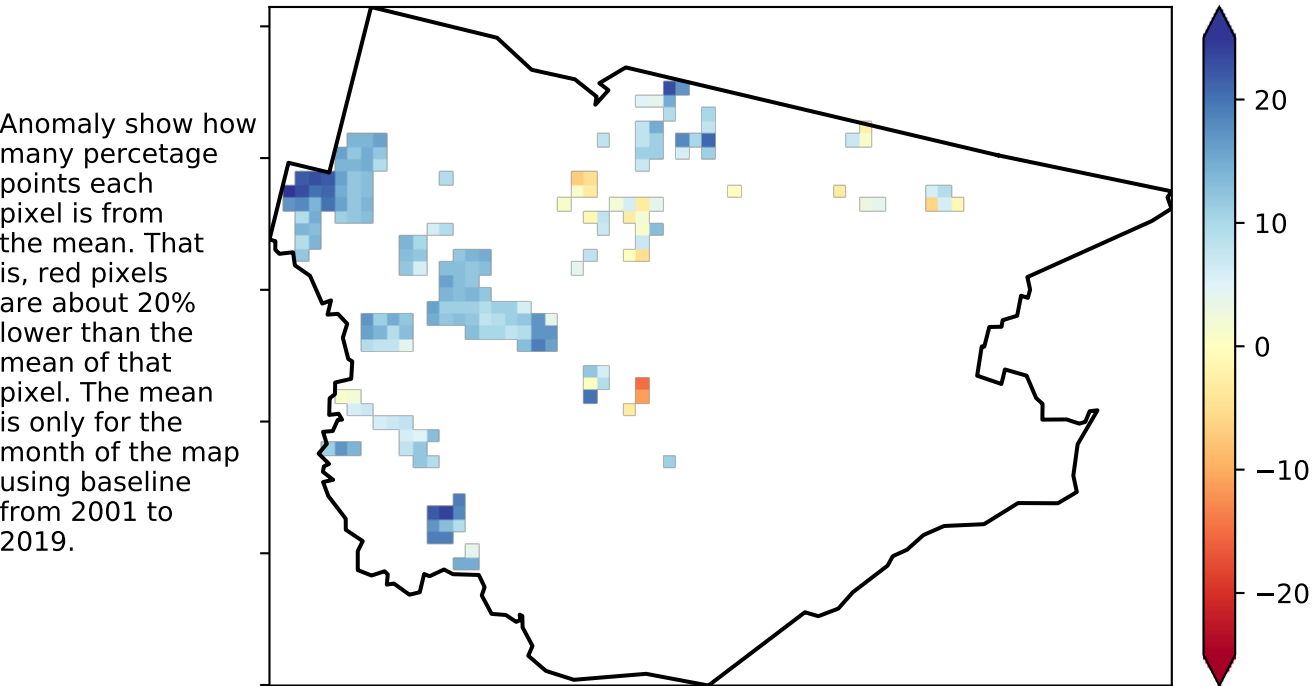 Anomaly show how
many percetage
points each
pixel is from
the mean. That
is, red pixels
are about 20%
lower than the
mean of that
pixel. The mean
is only for the
month of the map
using baseline
from 2001 to
2019.
20
10
0
−10
−20